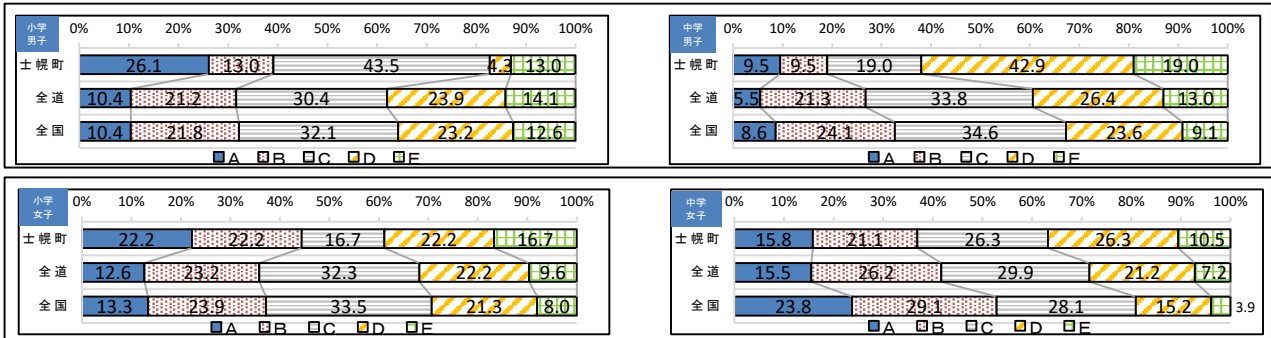 小学
男子
0% 10% 20% 30% 40% 50% 60% 70% 80% 90% 100%
士幌町 26.1 13.0 43.5 4.3 13.0
全道 10.4 21.2 30.4 23.9 14.1
全国 10.4 21.8 32.1 23.2 12.6
A B C D E
中学
男子
0% 10% 20% 30% 40% 50% 60% 70% 80% 90% 100%
士幌町 9.5 9.5 19.0 42.9 19.0
全道 5.5 21.3 33.8 26.4 13.0
全国 8.6 24.1 34.6 23.6 9.1
A B C D E
小学
女子
0% 10% 20% 30% 40% 50% 60% 70% 80% 90% 100%
士幌町 22.2 22.2 16.7 22.2 16.7
全道 12.6 23.2 32.3 22.2 9.6
全国 13.3 23.9 33.5 21.3 8.0
A B C D E
中学
女子
0% 10% 20% 30% 40% 50% 60% 70% 80% 90% 100%
士幌町 15.8 21.1 26.3 26.3 10.5
全道 15.5 26.2 29.9 21.2 7.2
全国 23.8 29.1 28.1 15.2 3.9
A B C D E